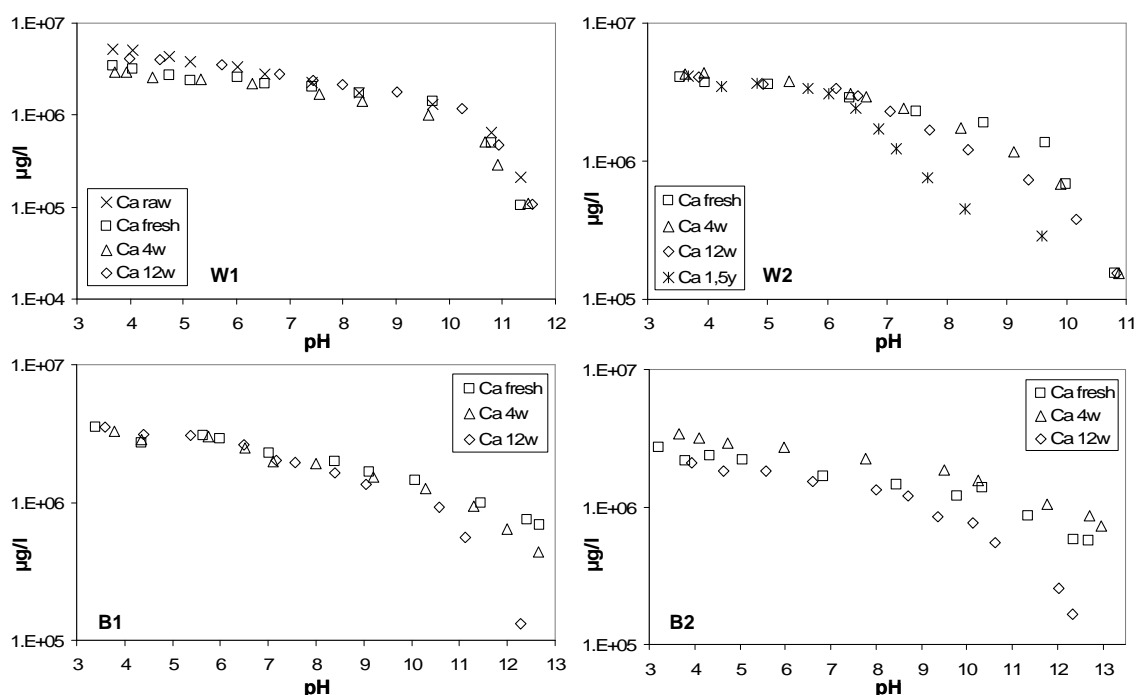 1.E+07
1.E+06
1.E+05
1.E+04
µg/l
3 4 5 6 7 8 9 10 11 12
pH
Ca raw
Ca fresh
Ca 4w
Ca 12w
W1
1.E+07
1.E+06
1.E+05
µg/l
3 4 5 6 7 8 9 10 11
pH
Ca fresh
Ca 4w
Ca 12w
Ca 1,5y
W2
1.E+07
1.E+06
1.E+05
µg/l
3 4 5 6 7 8 9 10 11 12 13
pH
Ca fresh
Ca 4w
Ca 12w
B1
1.E+07
1.E+06
1.E+05
µg/l
3 4 5 6 7 8 9 10 11 12 13
pH
Ca fresh
Ca 4w
Ca 12w
B2